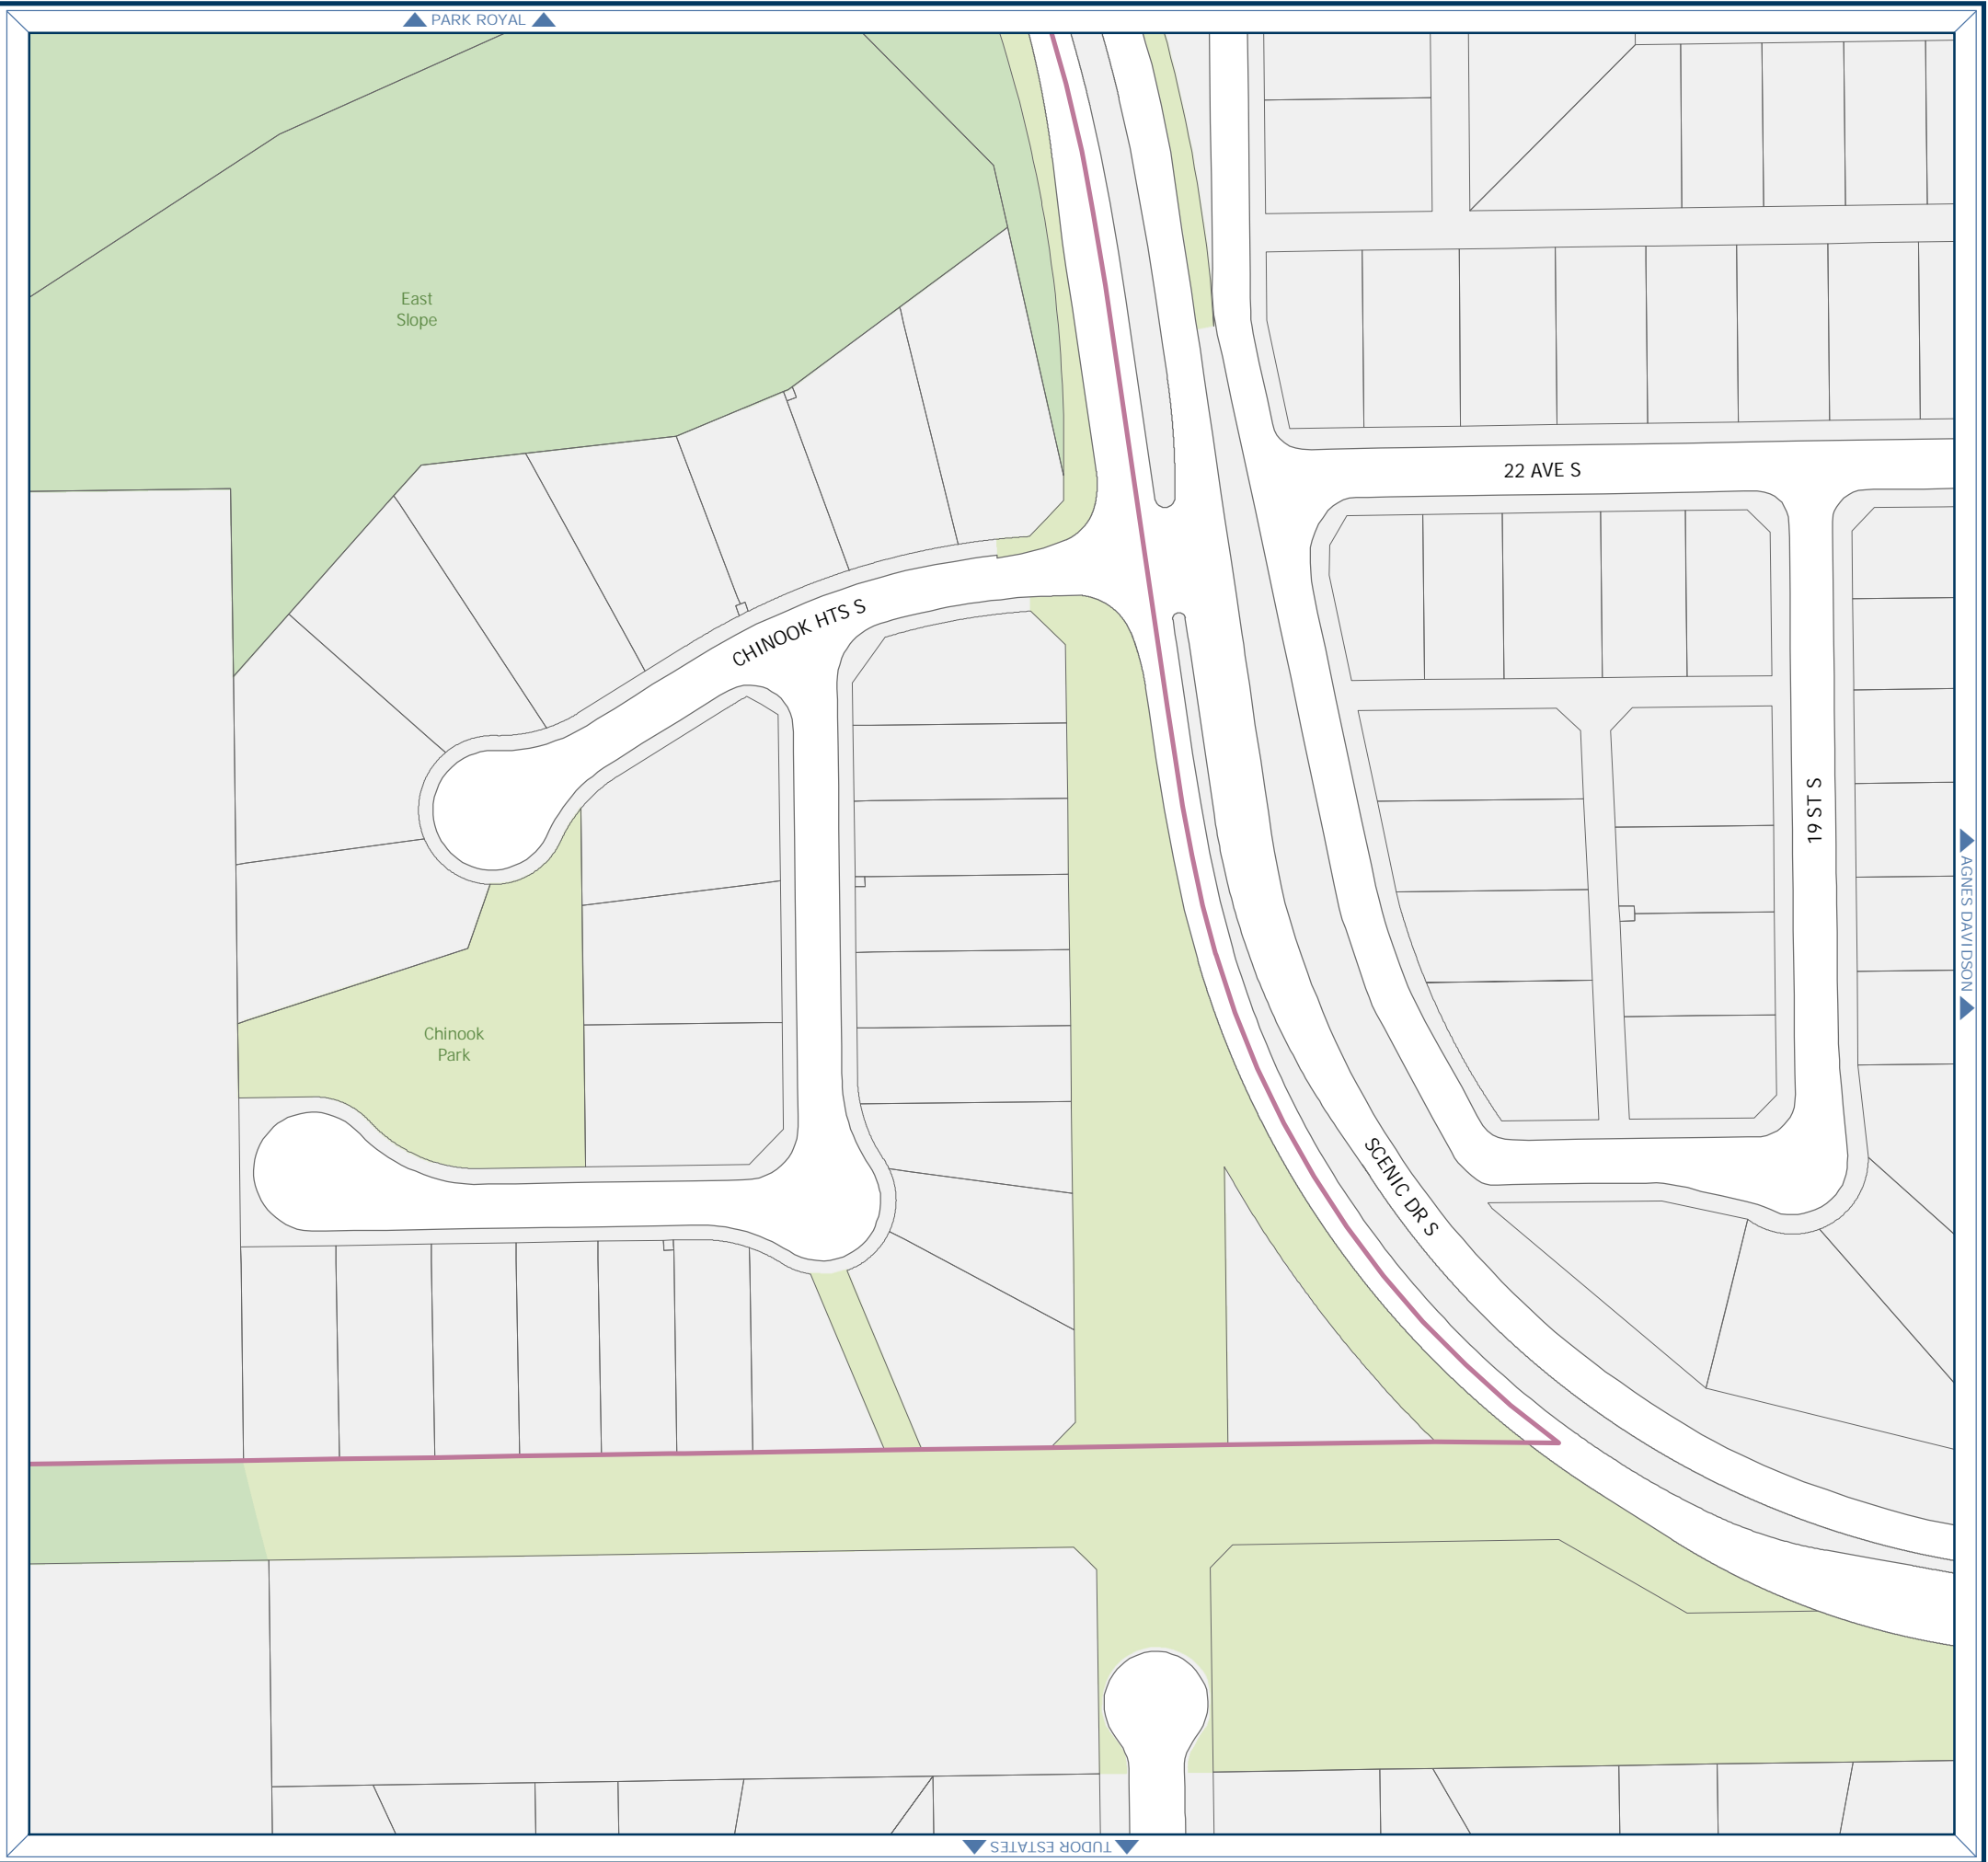 PARK ROYAL
East
Slope
22 AVE S
CHINOOK HTS S
19 ST S
AGNES DAVIDSON
Chinook
Park
SCENIC DR S
TUDOR ESTATES